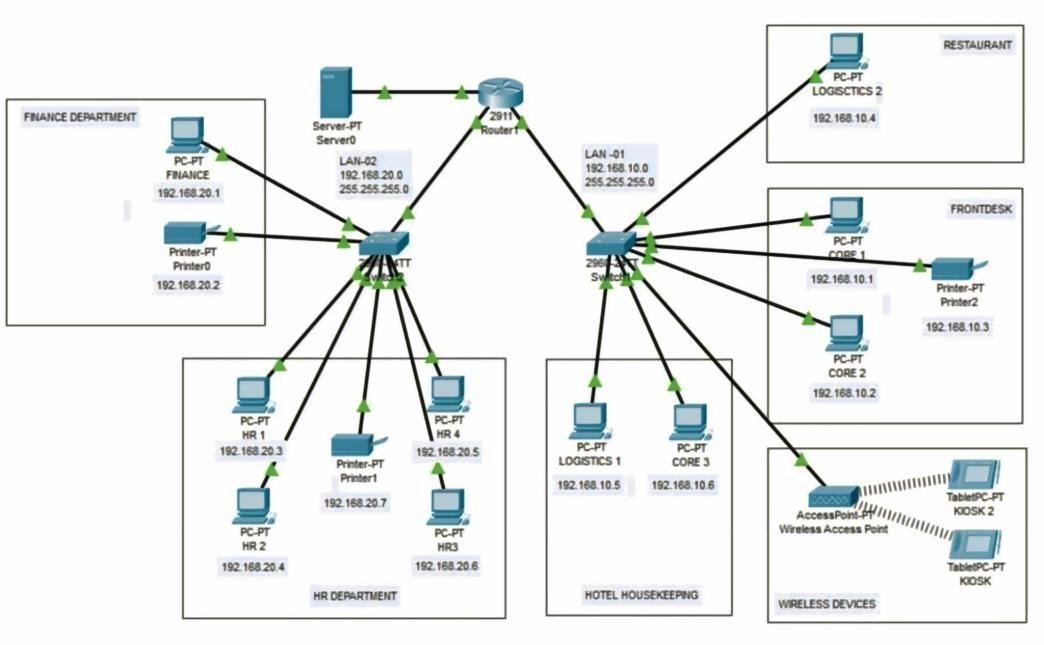 FINANCE DEPARTMENT
PC-PT
FINANCE
192.168.20.1
Printer-PT
Printer0
192.168.20.2
Server-PT
Server0
2911
Router1
LAN-02
192.168.20.0
255.255.255.0
LAN -01
192.168.10.0
255.255.255.0
RESTAURANT
PC-PT
LOGISCTICS 2
192.168.10.4
FRONTDESK
PC-PT
CORE 1
192.168.10.1
Printer-PT
Printer2
192.168.10.3
PC-PT
CORE 2
192.168.10.2
PC-PT
HR 1
192.168.20.3
PC-PT
HR 2
192.168.20.4
Printer-PT
Printer1
192.168.20.7
PC-PT
HR 4
192.168.20.5
PC-PT
HR3
192.168.20.6
HR DEPARTMENT
PC-PT
LOGISTICS 1
192.168.10.5
PC-PT
CORE 3
192.168.10.6
HOTEL HOUSEKEEPING
AccessPoint-PT
Wireless Access Point
TabletPC-PT
KIOSK 2
TabletPC-PT
KIOSK
WIRELESS DEVICES